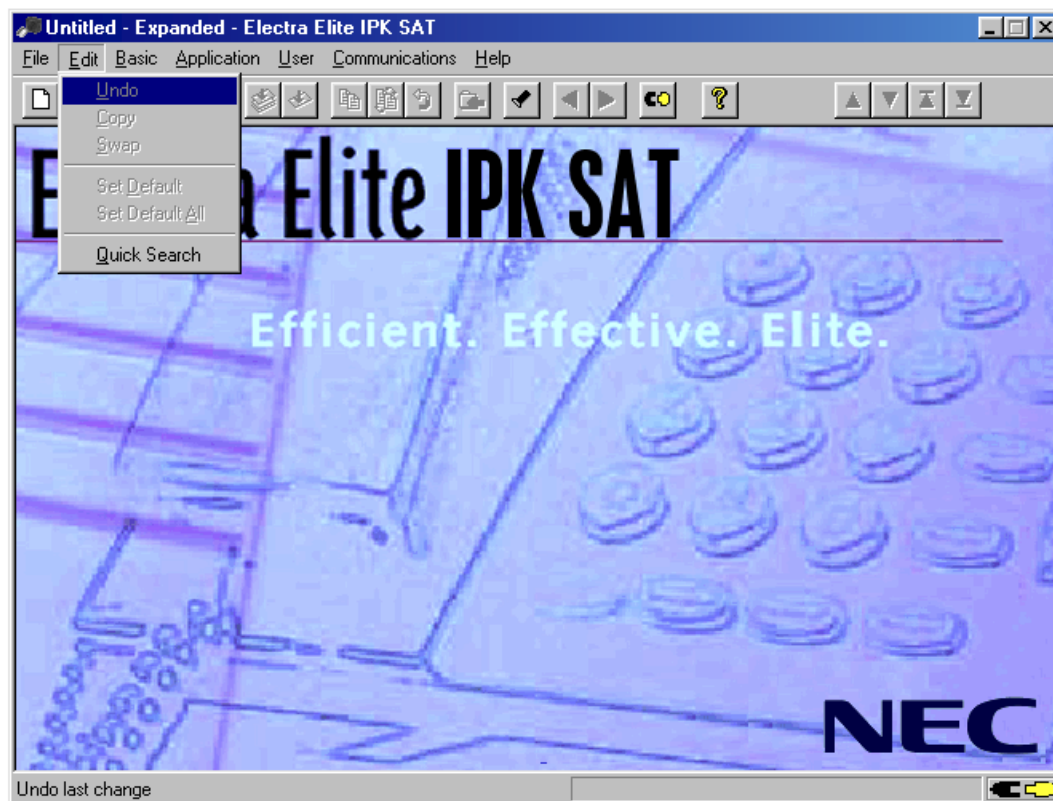 Untitled - Expanded - Electra Elite IPK SAT
File Edit Basic Application User Communications Help
Undo
Copy
Swap
Set Default
Set Default All
Quick Search
Elite IPK SAT
Efficient. Effective. Elite.
NEC
Undo last change